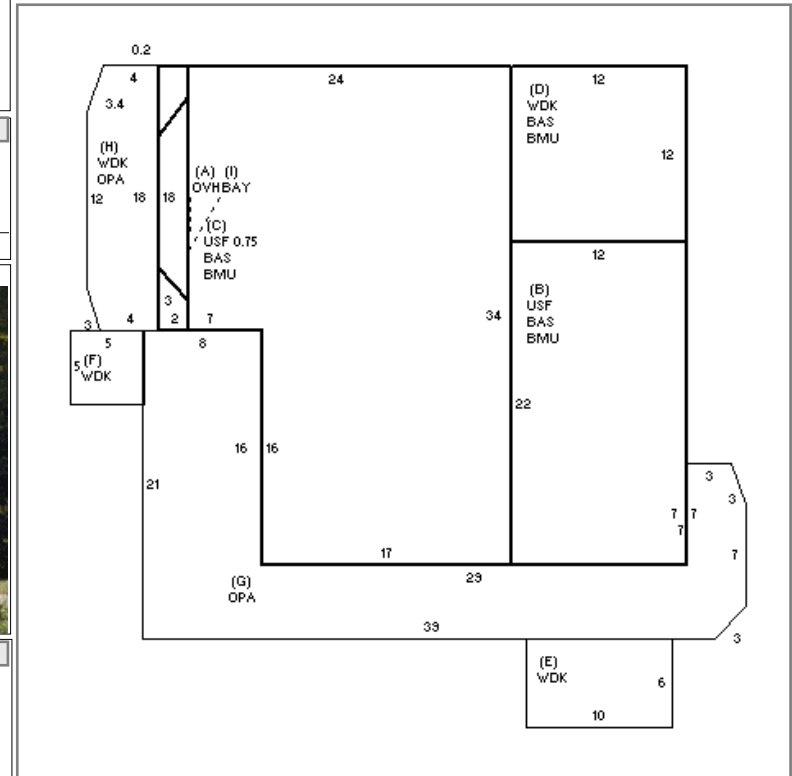 0.2
4
24
12
3.4
(D)
WDK
BAS
BMU
(H)
WDK
OPA
12
12
18
18
(A) (I)
OVHBAY
(C)
USF 0.75
BAS
BMU
12
(B)
USF
BAS
BMU
3
34
3
4
2
7
5
8
5
(F)
WDK
22
16
16
3
3
21
7
7
7
7
17
29
(G)
OPA
39
3
(E)
WDK
6
10